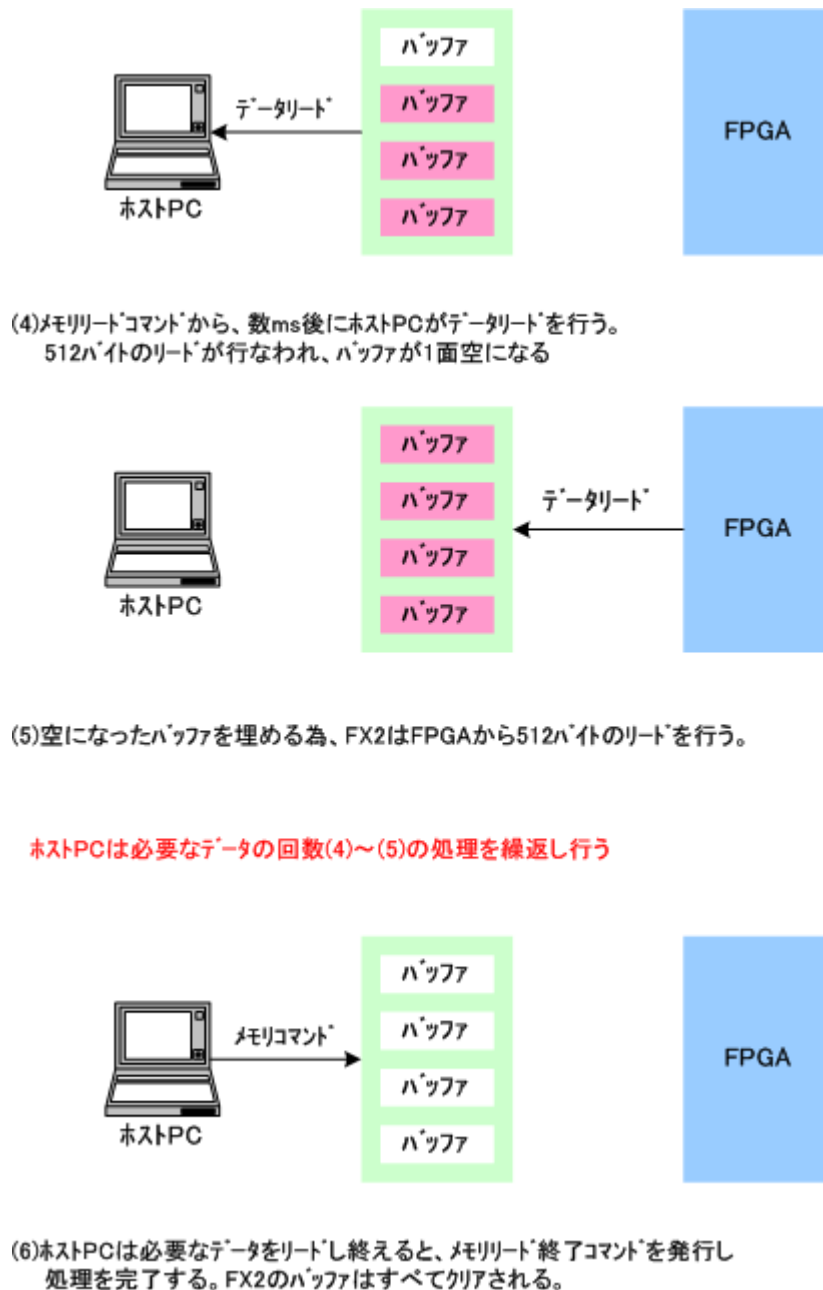 バッファ
データリード
バッファ
バッファ
FPGA
バッファ
ホストPC
(4)メモリリードコマンドから、数ms後にホストPCがデータリードを行う。
512バイトのリードが行なわれ、バッファが1面空になる
バッファ
バッファ
データリード
FPGA
バッファ
バッファ
ホストPC
(5)空になったバッファを埋める為、FX2はFPGAから512バイトのリードを行う。
ホストPCは必要なデータの回数(4)~(5)の処理を繰返し行う
バッファ
バッファ
メモリコマンド
FPGA
バッファ
バッファ
ホストPC
(6)ホストPCは必要なデータをリードし終えると、メモリリード終了コマンドを発行し
処理を完了する。FX2のバッファはすべてクリアされる。